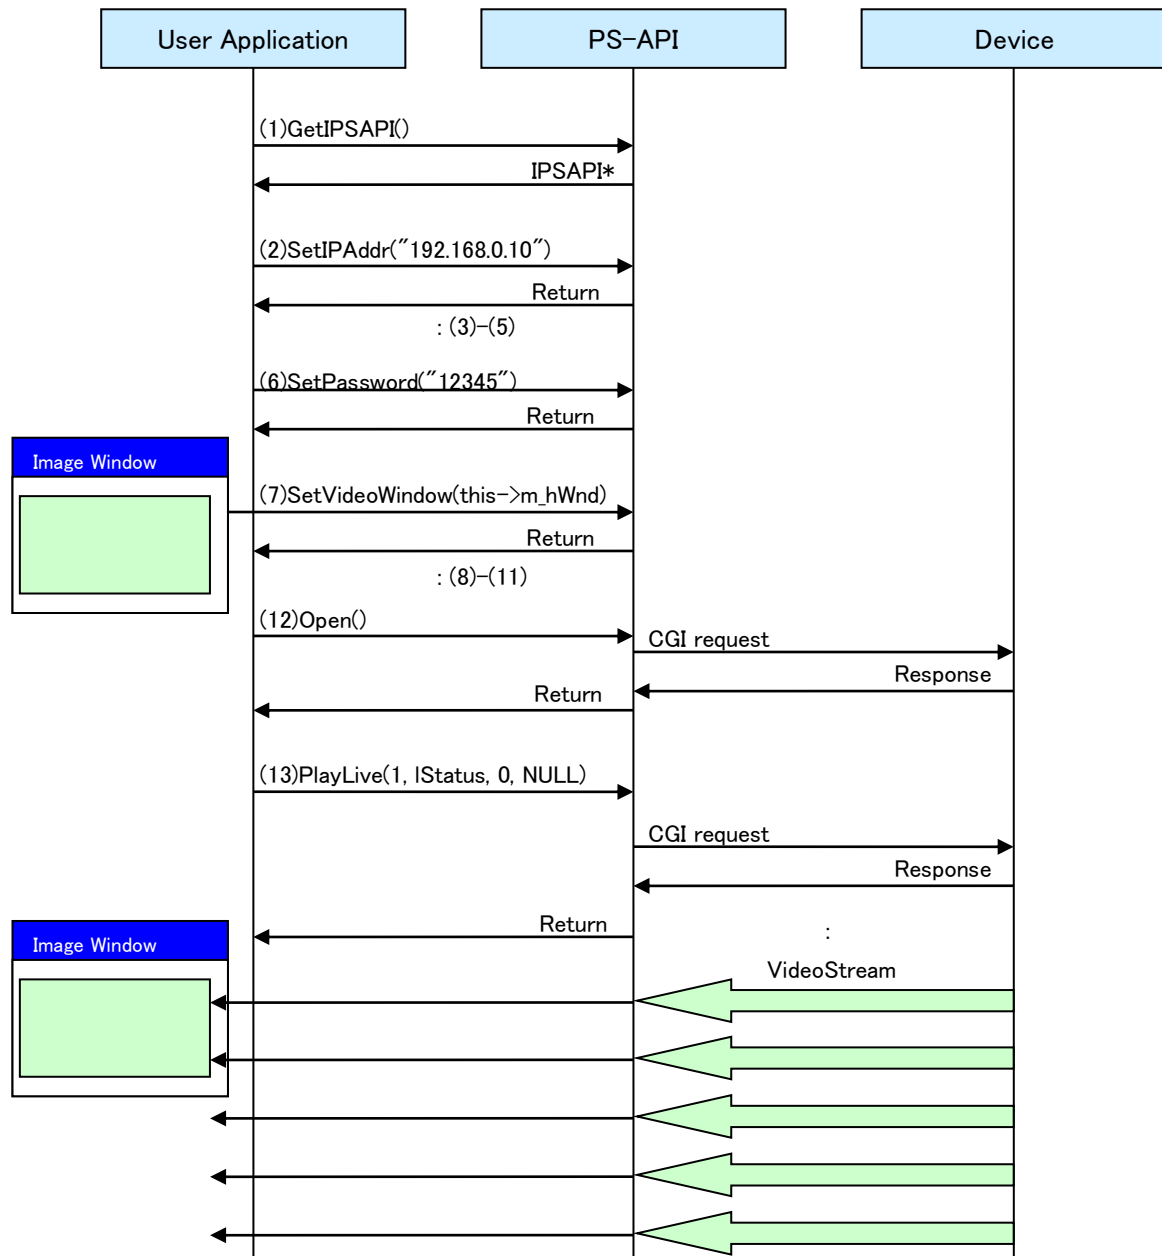 User Application
PS-API
Device
(1)GetIPSAPI()
IPSAPI*
(2)SetIPAddr("192.168.0.10")
Return
: (3)-(5)
(6)SetPassword("12345")
Return
Image Window
(7)SetVideoWindow(this->m_hWnd)
Return
: (8)-(11)
(12)Open()
CGI request
Response
Return
(13)PlayLive(1, lStatus, 0, NULL)
CGI request
Response
Return
:
Image Window
VideoStream